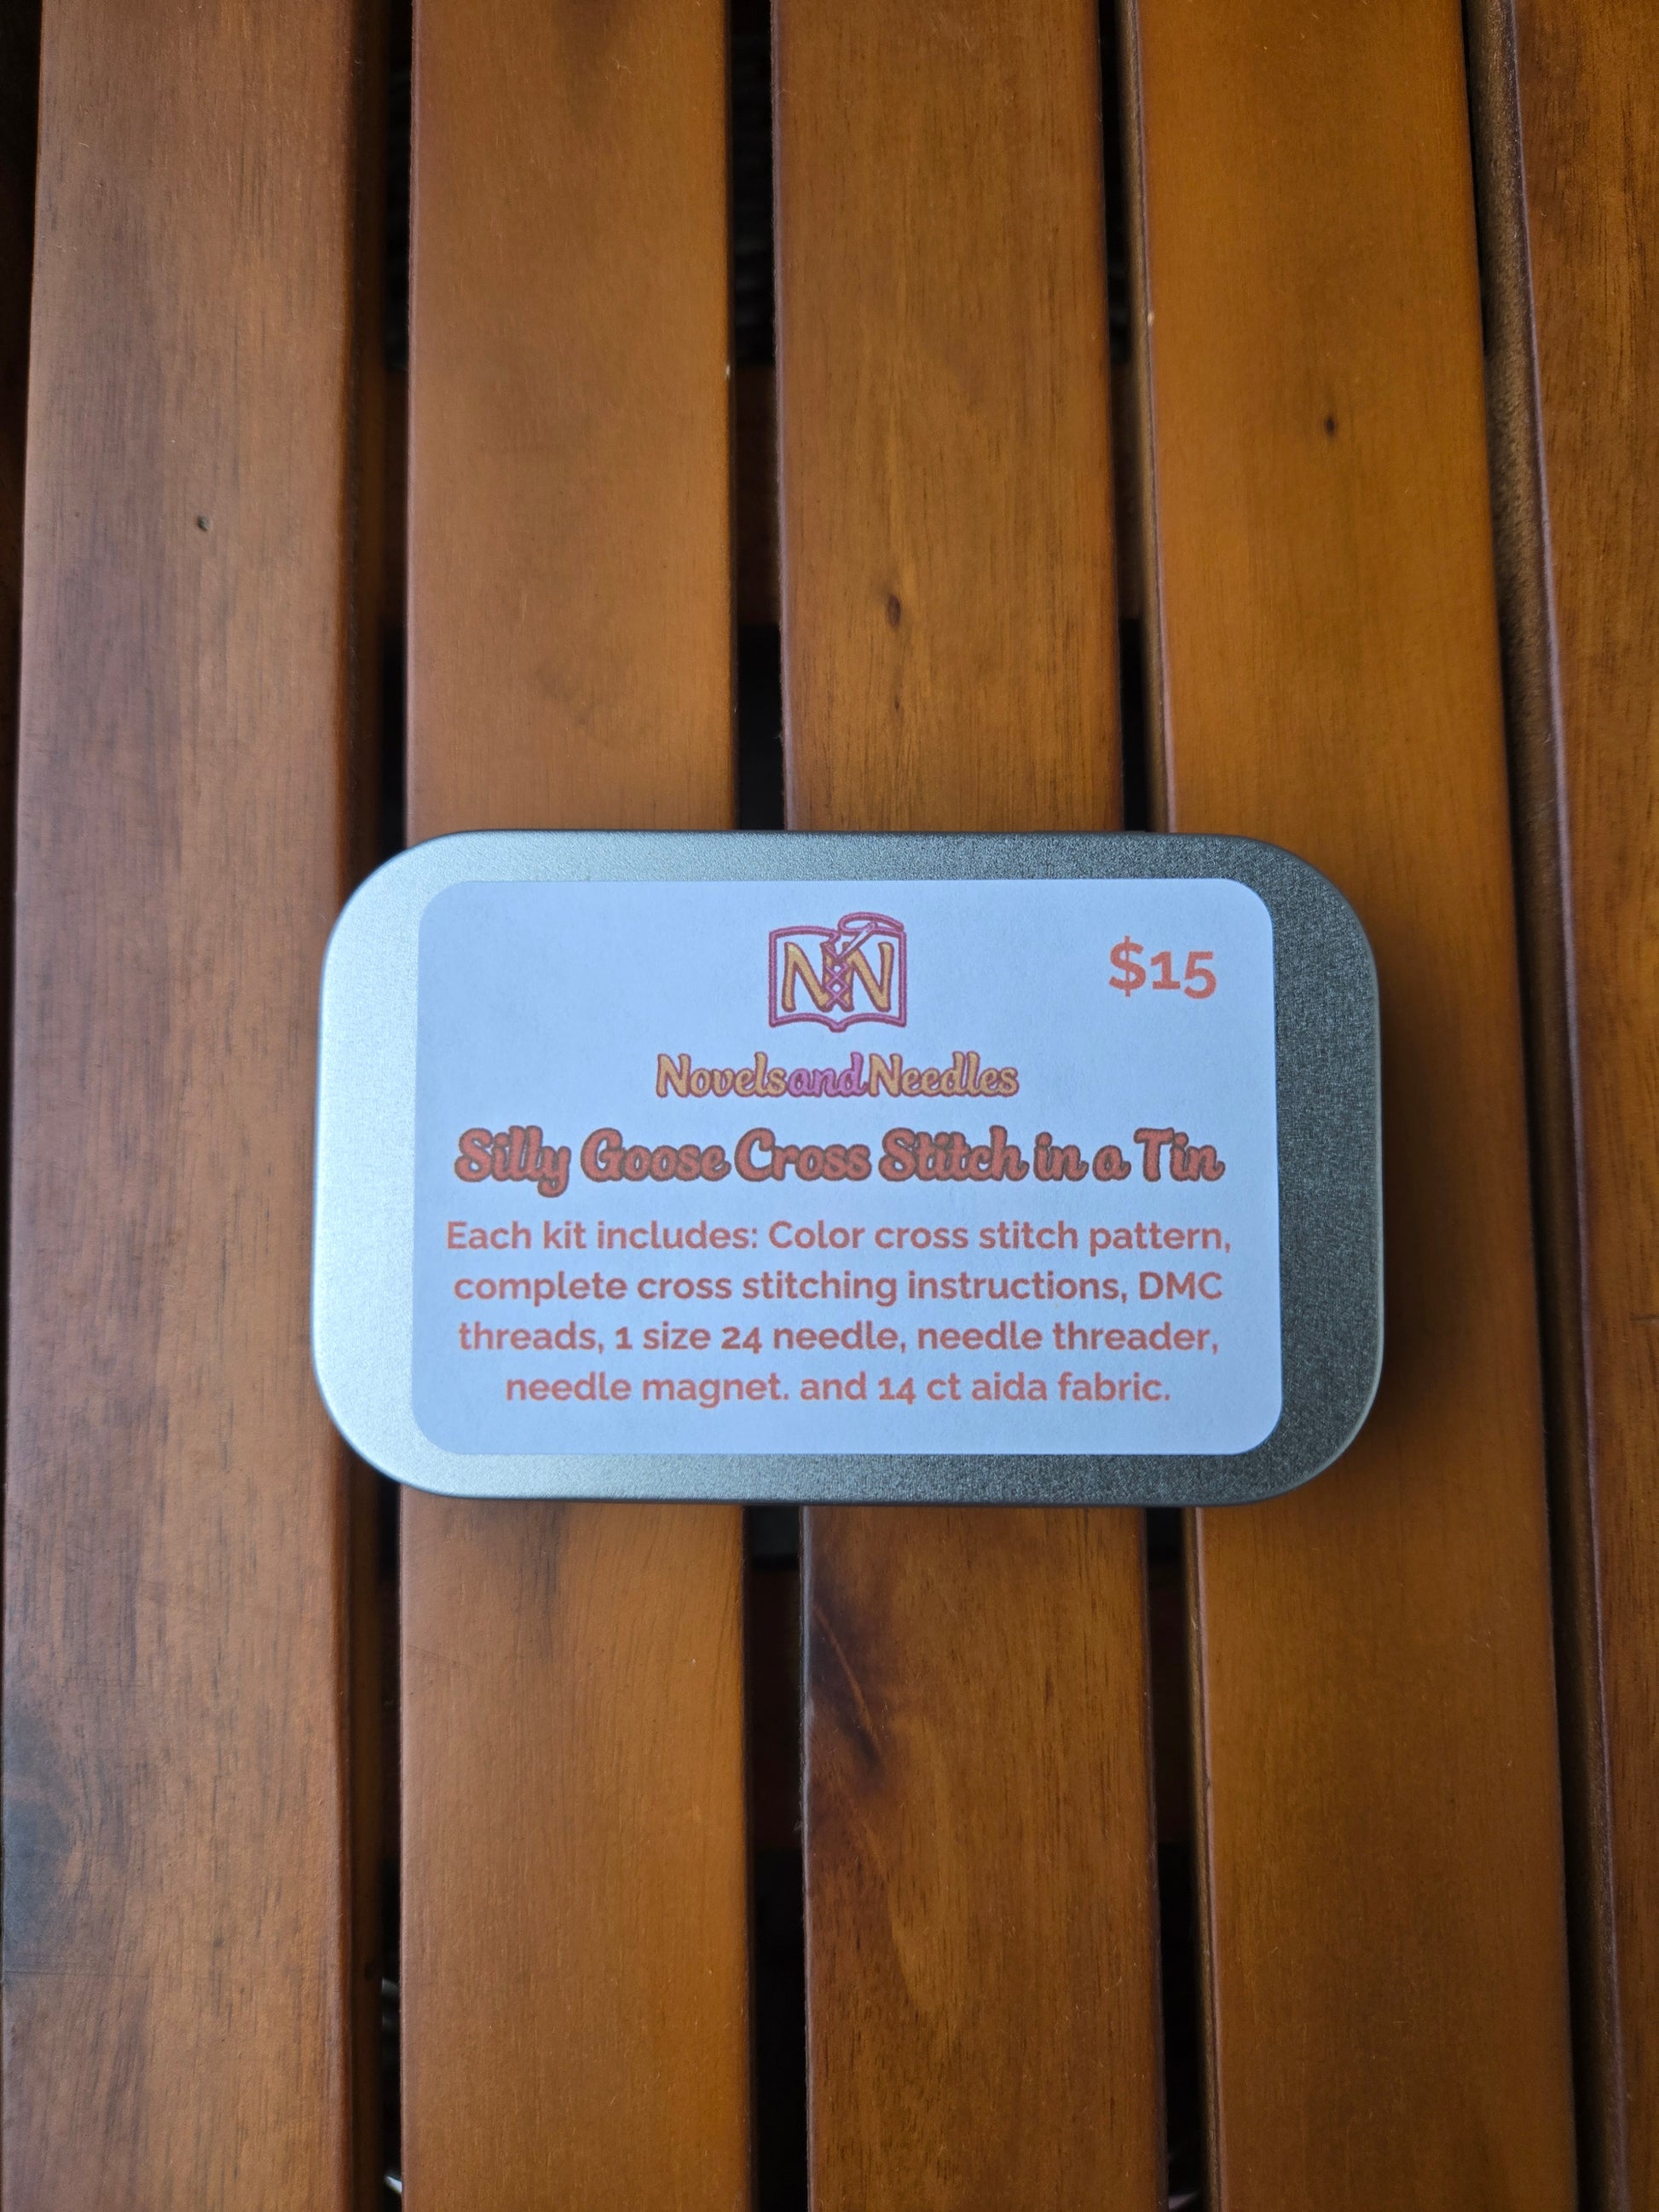 NN
$15
NovelsandNeedles
Silly Goose Cross Stitch in a Tin
Each kit includes: Color cross stitch pattern,
complete cross stitching instructions, DMC
threads, 1 size 24 needle, needle threader,
needle magnet. and 14 ct aida fabric.